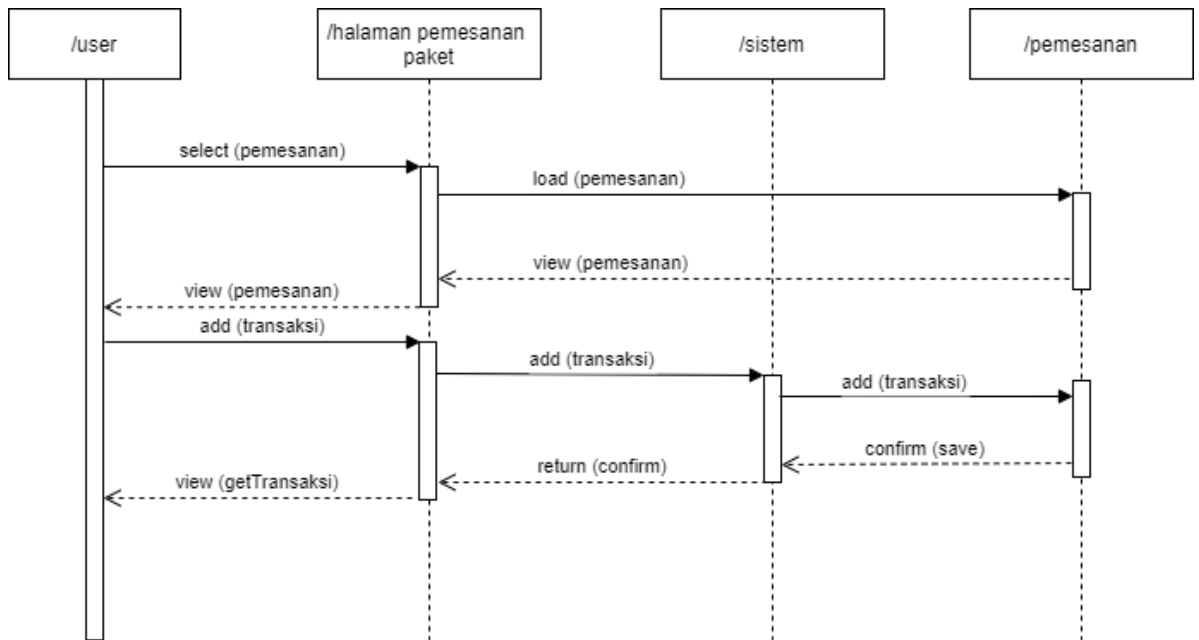 /user
/halaman pemesanan
paket
/sistem
/pemesanan
select (pemesanan)
load (pemesanan)
view (pemesanan)
view (pemesanan)
add (transaksi)
add (transaksi)
add (transaksi)
confirm (save)
return (confirm)
view (getTransaksi)